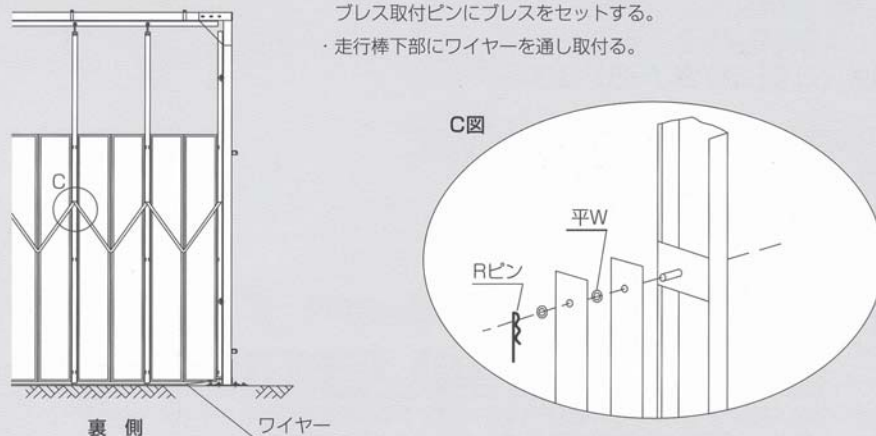 ブレス取付ピンにブレスをセットする。
・走行棒下部にワイヤーを通し取付る。
C図
C
平W
Rピン
裏 側
ワイヤー